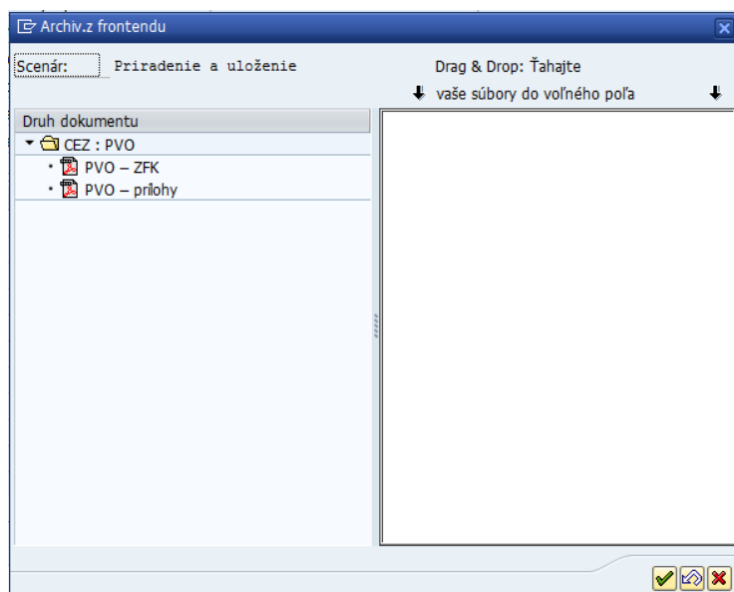 Archiv.z frontendu
Scenár: Priradenie a uloženie
Drag & Drop: Ťahajte
vaše súbory do voľného poľa
Druh dokumentu
CEZ : PVO
PVO – ZFK
PVO – prílohy